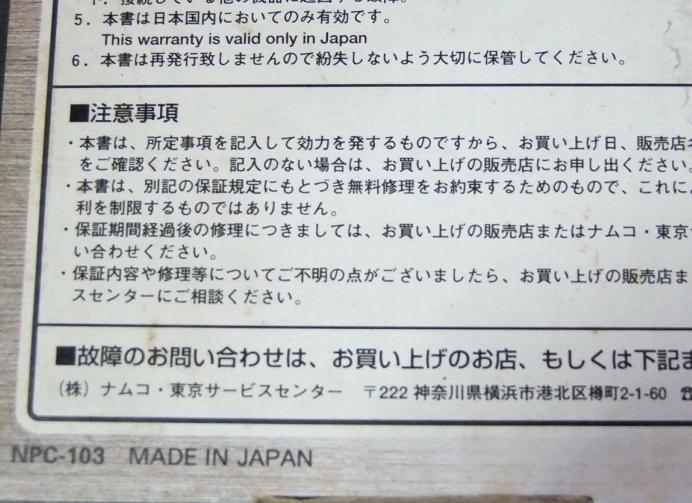 5. 本書は日本国内においてのみ有効です。
This warranty is valid only in Japan
6. 本書は再発行致しませんので紛失しないよう大切に保管してください。
■注意事項
・本書は、所定事項を記入して効力を発するものですから、お買い上げ日、販売店
をご確認ください。記入のない場合は、お買い上げの販売店にお申し出ください。
・本書は、別記の保証規定にもとづき無料修理をお約束するためのもので、これに
利を制限するものではありません。
・保証期間経過後の修理につきましては、お買い上げの販売店またはナムコ・東京
い合わせください。
・保証内容や修理等についてご不明の点がございましたら、お買い上げの販売店ま
スセンターにご相談ください。
■故障のお問い合わせは、お買い上げのお店、もしくは下記ま
(株) ナムコ・東京サービスセンター 〒222 神奈川県横浜市港北区樽町2-1-60 ☎
NPC-103 MADE IN JAPAN